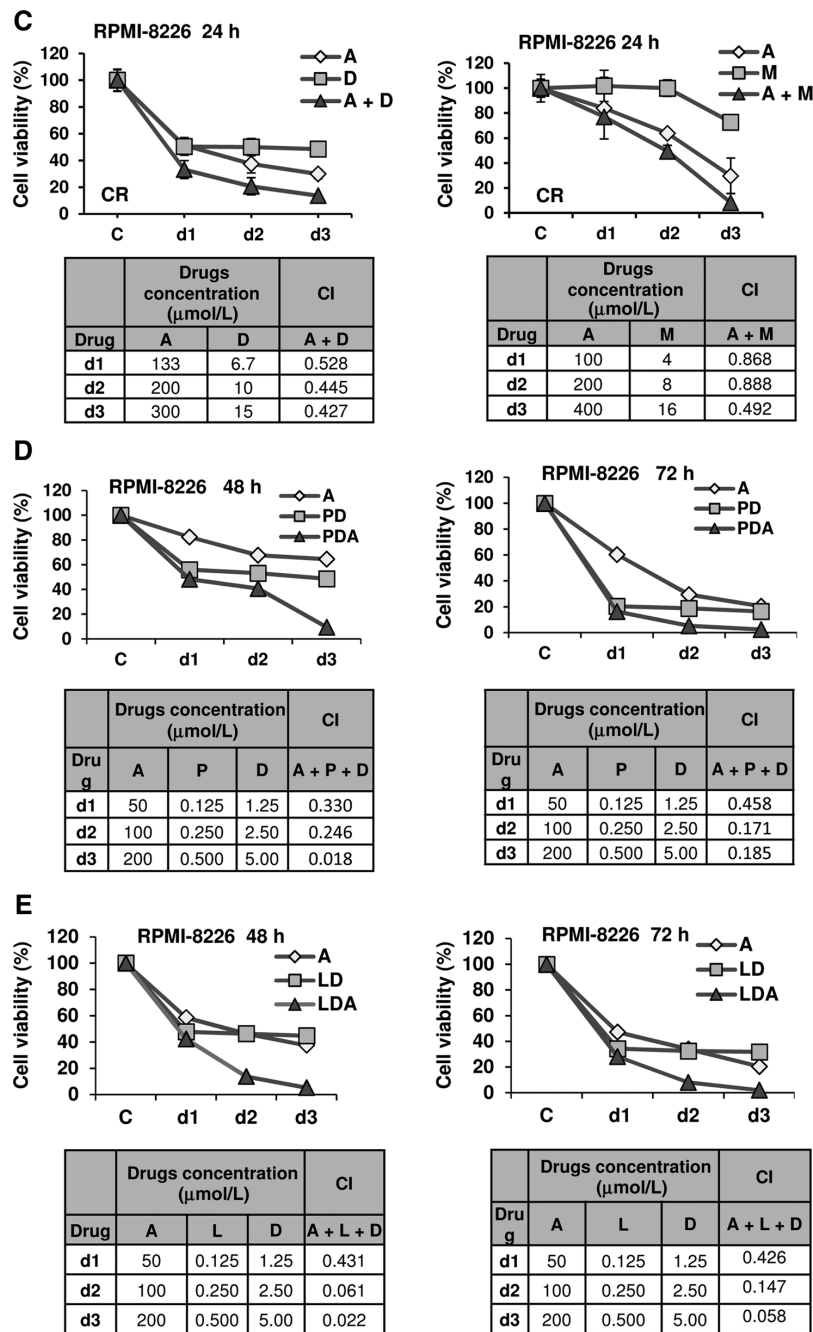 C
RPMI-8226 24 h
A
D
A + D
Cell viability (%)
120
100
80
60
40
20
0
CR
C d1 d2 d3
RPMI-8226 24 h
A
M
A + M
Cell viability (%)
120
100
80
60
40
20
0
CR
C d1 d2 d3
Drugs
concentration
(μmol/L)
CI
Drug A D A + D
d1 133 6.7 0.528
d2 200 10 0.445
d3 300 15 0.427
Drugs
concentration
(μmol/L)
CI
Drug A M A + M
d1 100 4 0.868
d2 200 8 0.888
d3 400 16 0.492
D
RPMI-8226 48 h
A
PD
PDA
Cell viability (%)
120
100
80
60
40
20
0
C d1 d2 d3
RPMI-8226 72 h
A
PD
PDA
Cell viability (%)
120
100
80
60
40
20
0
C d1 d2 d3
Drugs concentration
(μmol/L)
CI
Dru
g
A P D A + P + D
d1 50 0.125 1.25 0.330
d2 100 0.250 2.50 0.246
d3 200 0.500 5.00 0.018
Drugs concentration
(μmol/L)
CI
Dru
g
A P D A + P + D
d1 50 0.125 1.25 0.458
d2 100 0.250 2.50 0.171
d3 200 0.500 5.00 0.185
E
RPMI-8226 48 h
A
LD
LDA
Cell viability (%)
120
100
80
60
40
20
0
C d1 d2 d3
RPMI-8226 72 h
A
LD
LDA
Cell viability (%)
120
100
80
60
40
20
0
C d1 d2 d3
Drugs concentration
(μmol/L)
CI
Drug A L D A + L + D
d1 50 0.125 1.25 0.431
d2 100 0.250 2.50 0.061
d3 200 0.500 5.00 0.022
Drugs concentration
(μmol/L)
CI
Dru
g
A L D A + L + D
d1 50 0.125 1.25 0.426
d2 100 0.250 2.50 0.147
d3 200 0.500 5.00 0.058